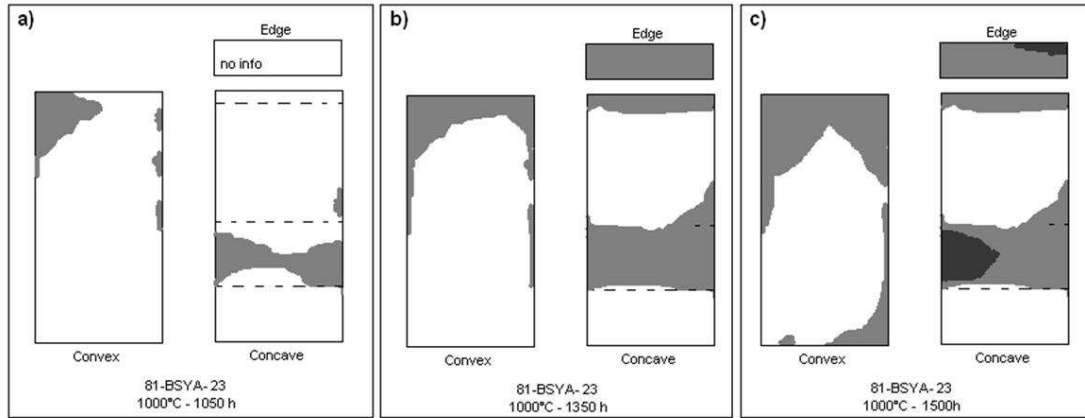 a)
Edge
no info
Convex
Concave
81-BSYA- 23
1000°C - 1050 h
b)
Edge
Convex
Concave
81-BSYA- 23
1000°C - 1350 h
c)
Edge
Convex
Concave
81-BSYA- 23
1000°C - 1500h